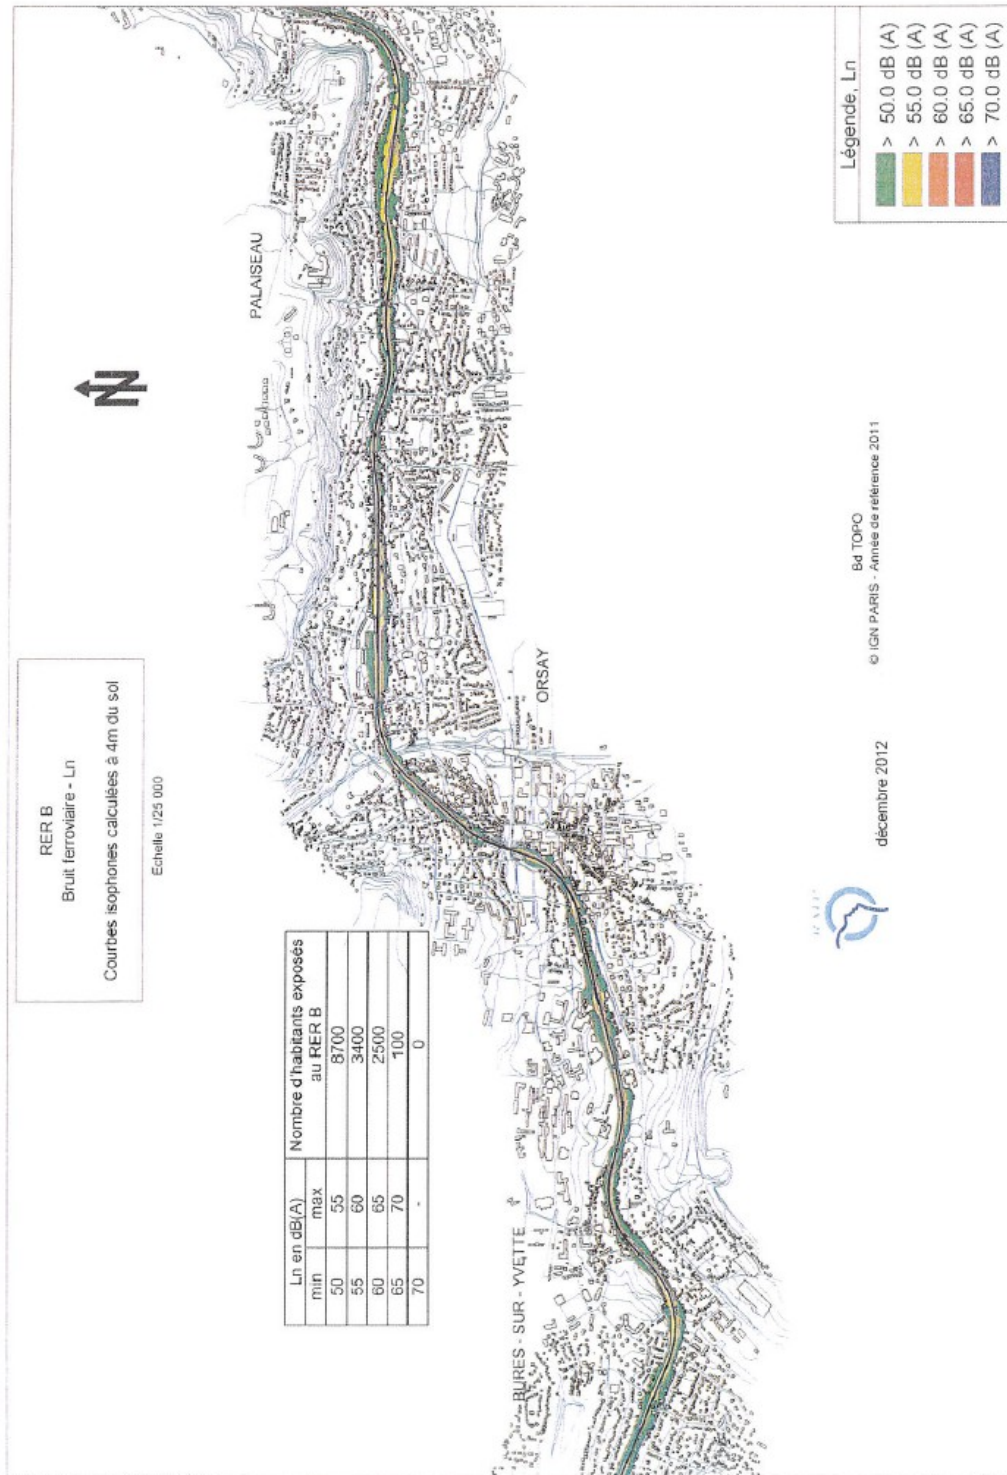 RER B
Bruit ferroviaire - Ln
Courbes isophones calculées à 4m du sol
Echelle 1/25 000
N
Ln en dB(A) Nombre d'habitants exposés
min max au RER B
50 55 8700
55 60 3400
60 65 2500
65 70 100
70 - 0
PALAISEAU
ORSAY
BURES - SUR - YVETTE
Légende, Ln
> 50.0 dB (A)
> 55.0 dB (A)
> 60.0 dB (A)
> 65.0 dB (A)
> 70.0 dB (A)
décembre 2012
Bd TOPO
© IGN PARIS - Année de référence 2011